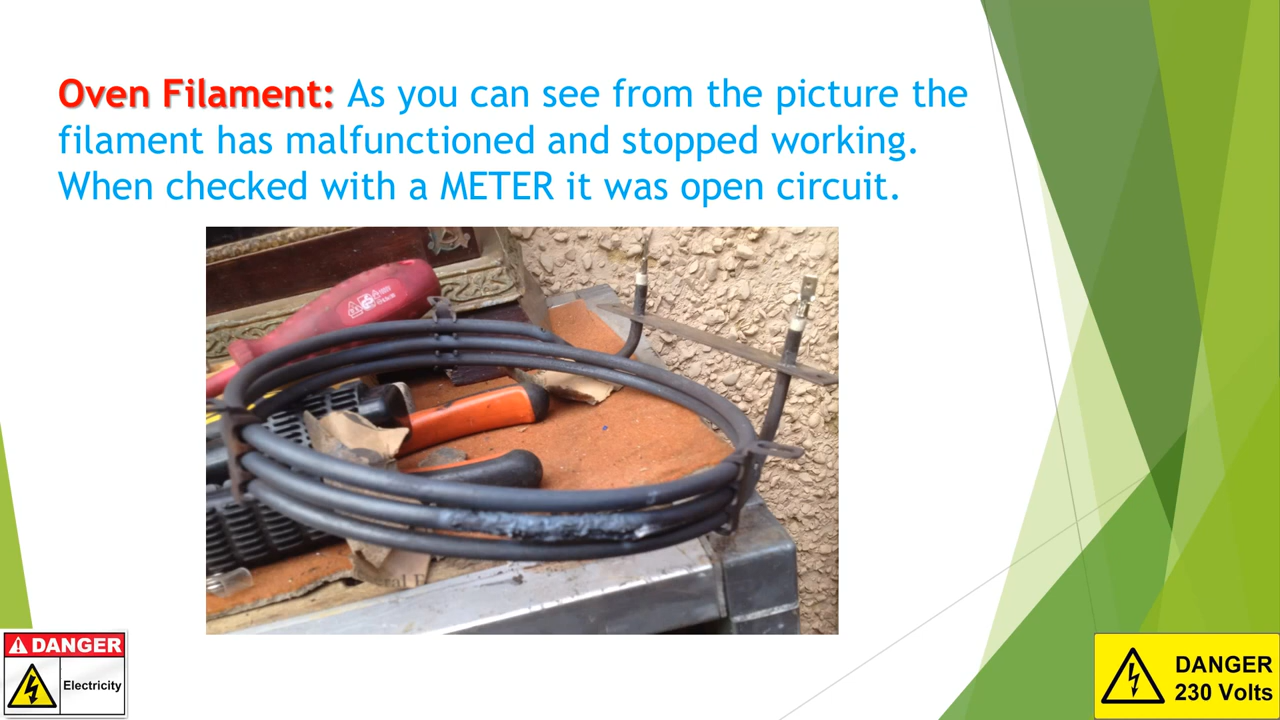 Oven Filament: As you can see from the picture the
filament has malfunctioned and stopped working.
When checked with a METER it was open circuit.
DANGER
Electricity
DANGER
230 Volts